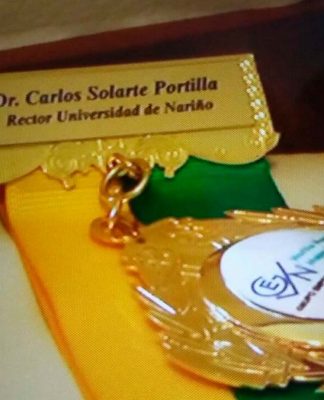 Dr. Carlos Solarte Portilla
Rector Universidad de Nariño